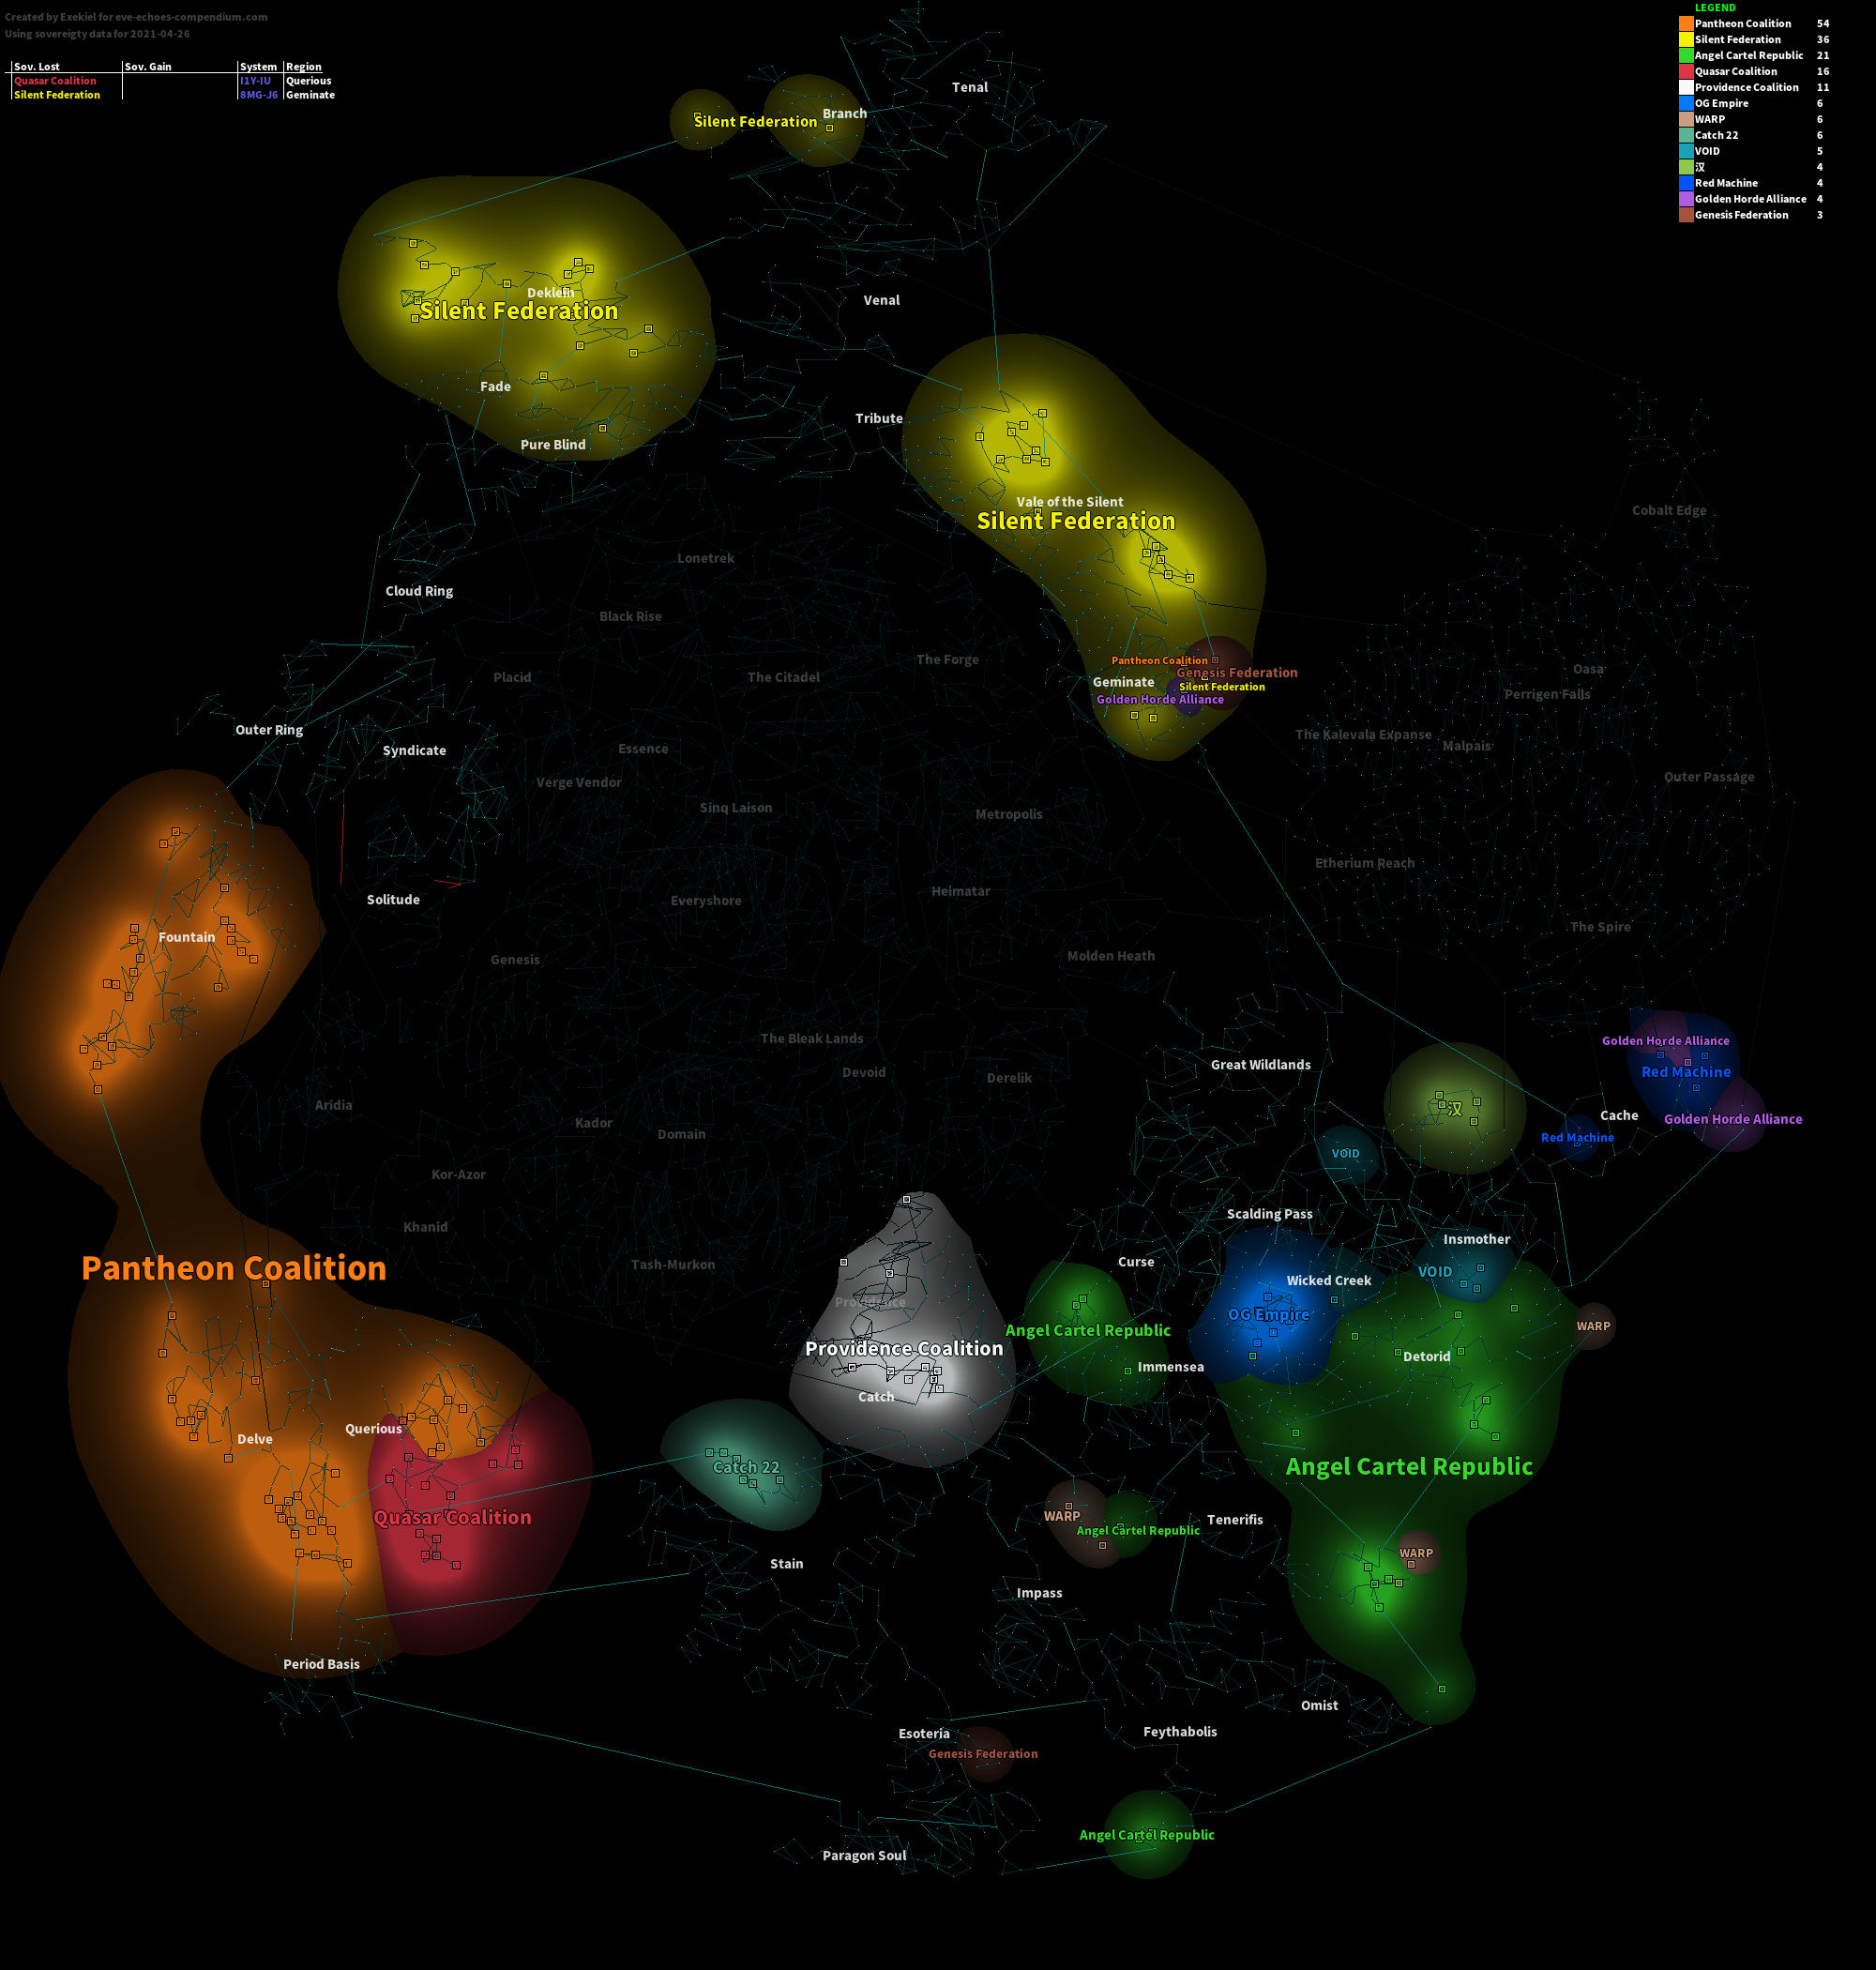 Created by Exekiel for eve-echoes-compendium.com
Using sovereigty data for 2021-04-26
Sov. Lost Sov. Gain System Region
Quasar Coalition I1Y-IU Querious
Silent Federation 8MG-J6 Geminate
LEGEND
Pantheon Coalition 54
Silent Federation 36
Angel Cartel Republic 21
Quasar Coalition 16
Providence Coalition 11
OG Empire 6
WARP 6
Catch 22 6
VOID 5
汉 4
Red Machine 4
Golden Horde Alliance 4
Genesis Federation 3
Tenal
Branch
Silent Federation
Deklein
Silent Federation
Venal
Fade
Tribute
Pure Blind
Vale of the Silent
Silent Federation
Cobalt Edge
Lonetrek
Cloud Ring
Black Rise
The Forge
Pantheon Coalition
Genesis Federation
Oasa
Placid
The Citadel
Geminate
Silent Federation
Golden Horde Alliance
Perrigen Falls
Outer Ring
Syndicate
Essence
The Kalevala Expanse
Malpais
Verge Vendor
Outer Passage
Sinq Laison
Metropolis
Etherium Reach
Solitude
Everyshore
Heimatar
Fountain
The Spire
Genesis
Molden Heath
The Bleak Lands
Golden Horde Alliance
Great Wildlands
Devoid
Derelik
Red Machine
Aridia
汉
Cache
Golden Horde Alliance
Kador
Domain
Red Machine
VOID
Kor-Azor
Khanid
Scalding Pass
Insmother
Pantheon Coalition
Tash-Murkon
Curse
VOID
Wicked Creek
Providence
OG Empire
WARP
Angel Cartel Republic
Providence Coalition
Detorid
Immensea
Catch
Querious
Delve
Catch 22
Angel Cartel Republic
Quasar Coalition
WARP
Tenerifis
Angel Cartel Republic
WARP
Stain
Impass
Period Basis
Omist
Esoteria
Feythabolis
Genesis Federation
Angel Cartel Republic
Paragon Soul